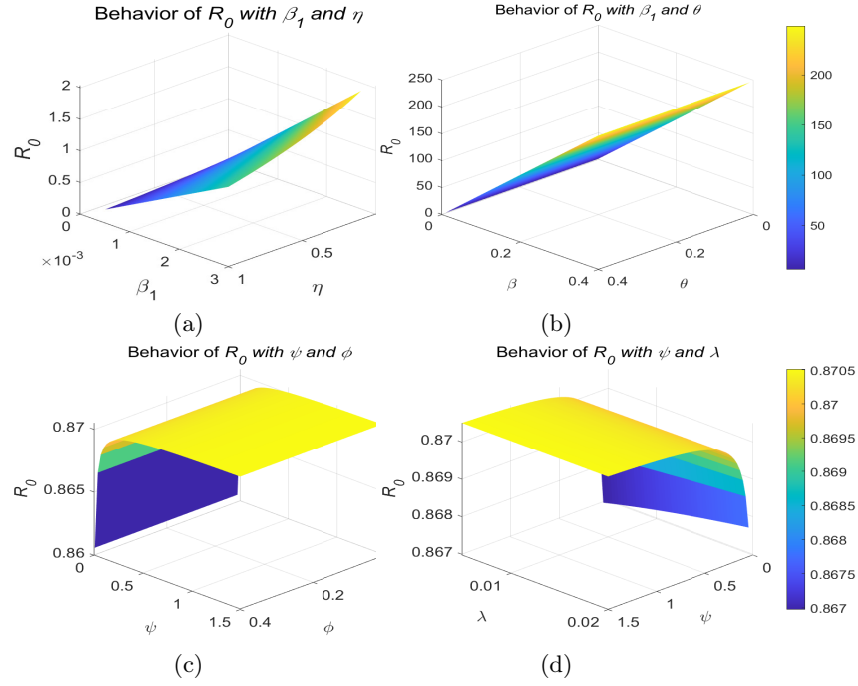 Behavior of R0 with β1 and η
2
1.5
1
0.5
0
R0
0
1
2
3
×10-3
β1
1
0.5
η
(a)
Behavior of R0 with β1 and θ
250
200
150
100
50
0
R0
0
0.2
0.4
β
0.4
0.2
0
θ
200
150
100
50
(b)
Behavior of R0 with ψ and ϕ
0.87
0.865
0.86
R0
0
0.5
1
1.5
ψ
0.4
0.2
ϕ
(c)
Behavior of R0 with ψ and λ
0.87
0.869
0.868
0.867
R0
0.01
0.02
λ
1.5
1
0.5
0
ψ
0.8705
0.87
0.8695
0.869
0.8685
0.868
0.8675
0.867
(d)